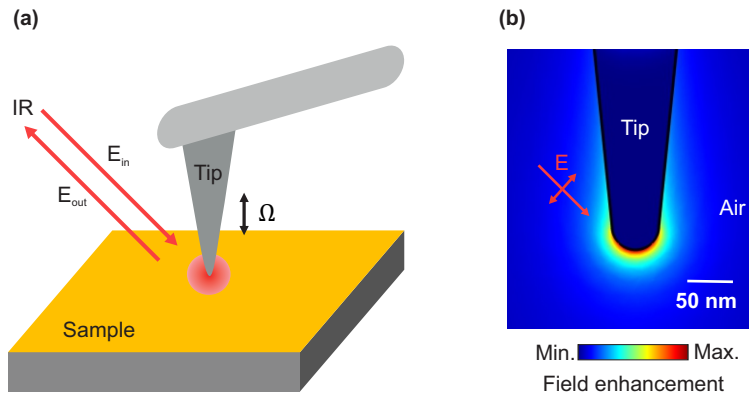 (a)
IR
E_in
E_out
Tip
Ω
Sample
(b)
Tip
E
Air
50 nm
Min.
Max.
Field enhancement